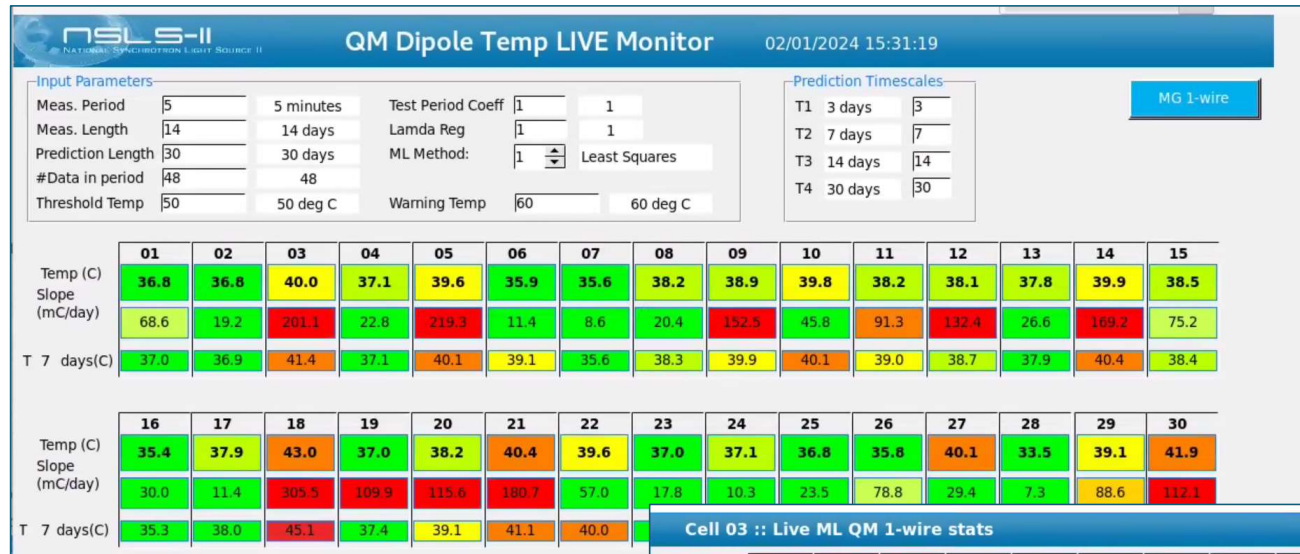 NSLS-II
NATIONAL SYNCHROTRON LIGHT SOURCE II
QM Dipole Temp LIVE Monitor 02/01/2024 15:31:19
Input Parameters
Meas. Period 5 5 minutes Test Period Coeff 1 1
Meas. Length 14 14 days Lamda Reg 1 1
Prediction Length 30 30 days ML Method: 1 Least Squares
#Data in period 48 48
Threshold Temp 50 50 deg C Warning Temp 60 60 deg C
Prediction Timescales
T1 3 days 3
T2 7 days 7
T3 14 days 14
T4 30 days 30
MG 1-wire
01 02 03 04 05 06 07 08 09 10 11 12 13 14 15
Temp (C) 36.8 36.8 40.0 37.1 39.6 35.9 35.6 38.2 38.9 39.8 38.2 38.1 37.8 39.9 38.5
Slope
(mC/day) 68.6 19.2 201.1 22.8 219.3 11.4 8.6 20.4 152.5 45.8 91.3 132.4 26.6 169.2 75.2
T 7 days(C) 37.0 36.9 41.4 37.1 40.1 39.1 35.6 38.3 39.9 40.1 39.0 38.7 37.9 40.4 38.4
16 17 18 19 20 21 22 23 24 25 26 27 28 29 30
Temp (C) 35.4 37.9 43.0 37.0 38.2 40.4 39.6 37.0 37.1 36.8 35.8 40.1 33.5 39.1 41.9
Slope
(mC/day) 30.0 11.4 305.5 109.9 115.6 180.7 57.0 17.8 10.3 23.5 78.8 29.4 7.3 88.6 112.1
T 7 days(C) 35.3 38.0 45.1 37.4 39.1 41.1 40.0
Cell 03 :: Live ML QM 1-wire stats